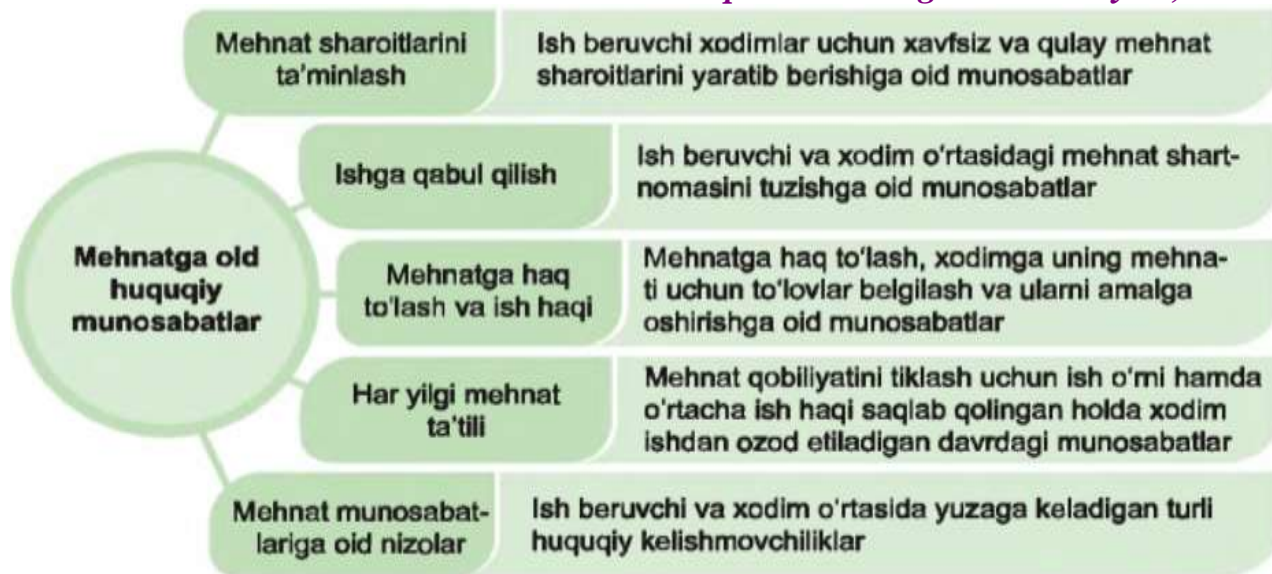 Mehnat sharoitlarini
ta'minlash
Ish beruvchi xodimlar uchun xavfsiz va qulay mehnat
sharoitlarini yaratib berishiga oid munosabatlar
Ishga qabul qilish
Ish beruvchi va xodim o'rtasidagi mehnat shart-
nomasini tuzishga oid munosabatlar
Mehnatga oid
huquqiy
munosabatlar
Mehnatga haq
to'lash va ish haqi
Mehnatga haq to'lash, xodimga uning mehna-
ti uchun to'lovlar belgilash va ularni amalga
oshirishga oid munosabatlar
Har yilgi mehnat
ta'tili
Mehnat qobiliyatini tiklash uchun ish o'rni hamda
o'rtacha ish haqi saqlab qolingan holda xodim
ishdan ozod etiladigan davrdagi munosabatlar
Mehnat munosabat-
lariga oid nizolar
Ish beruvchi va xodim o'rtasida yuzaga keladigan turli
huquqiy kelishmovchiliklar